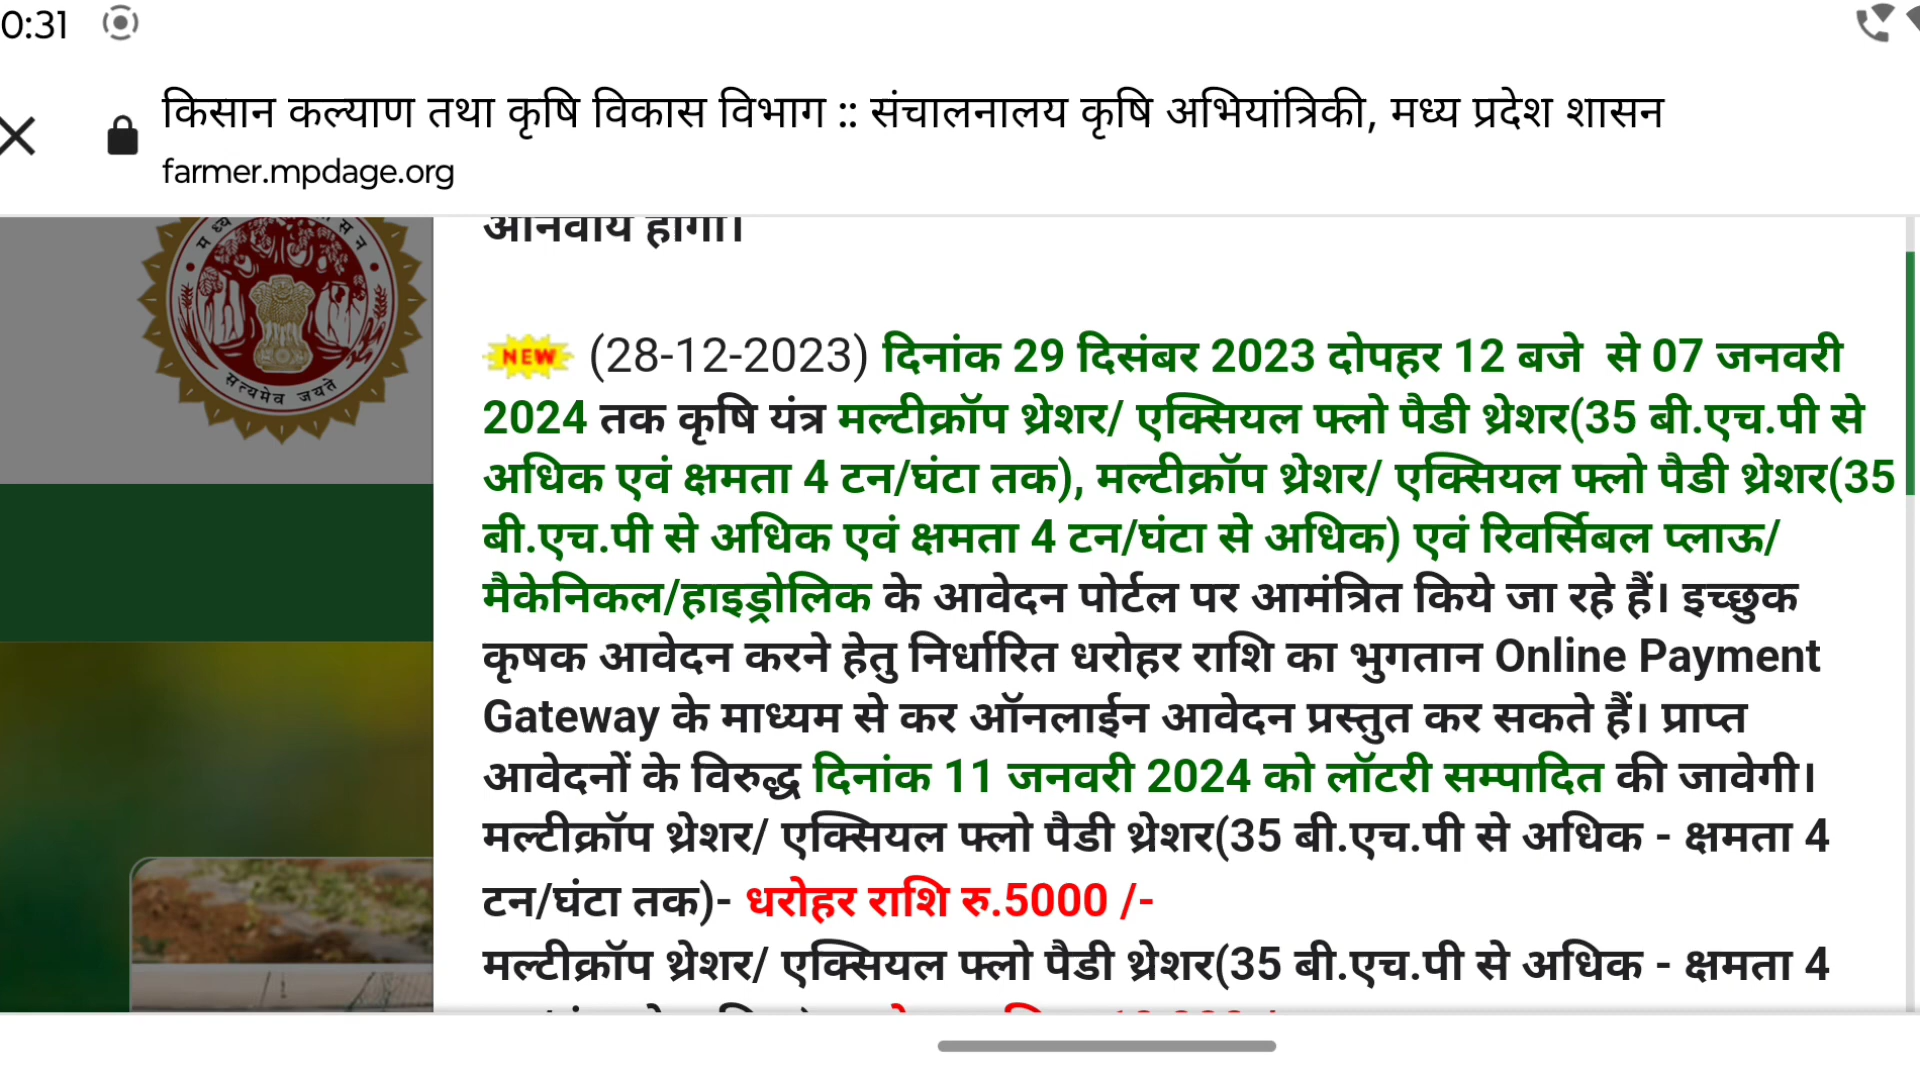 0:31
किसान कल्याण तथा कृषि विकास विभाग :: संचालनालय कृषि अभियांत्रिकी, मध्य प्रदेश शासन
farmer.mpdage.org
अनिवार्य होगा।
सत्यमेव जयते
NEW (28-12-2023) दिनांक 29 दिसंबर 2023 दोपहर 12 बजे से 07 जनवरी
2024 तक कृषि यंत्र मल्टीक्रॉप थ्रेशर/ एक्सियल फ्लो पैडी थ्रेशर(35 बी.एच.पी से
अधिक एवं क्षमता 4 टन/घंटा तक), मल्टीक्रॉप थ्रेशर/ एक्सियल फ्लो पैडी थ्रेशर(35
बी.एच.पी से अधिक एवं क्षमता 4 टन/घंटा से अधिक) एवं रिवर्सिबल प्लाऊ/
मैकेनिकल/हाइड्रोलिक के आवेदन पोर्टल पर आमंत्रित किये जा रहे हैं। इच्छुक
कृषक आवेदन करने हेतु निर्धारित धरोहर राशि का भुगतान Online Payment
Gateway के माध्यम से कर ऑनलाईन आवेदन प्रस्तुत कर सकते हैं। प्राप्त
आवेदनों के विरुद्ध दिनांक 11 जनवरी 2024 को लॉटरी सम्पादित की जावेगी।
मल्टीक्रॉप थ्रेशर/ एक्सियल फ्लो पैडी थ्रेशर(35 बी.एच.पी से अधिक - क्षमता 4
टन/घंटा तक)- धरोहर राशि रु.5000 /-
मल्टीक्रॉप थ्रेशर/ एक्सियल फ्लो पैडी थ्रेशर(35 बी.एच.पी से अधिक - क्षमता 4